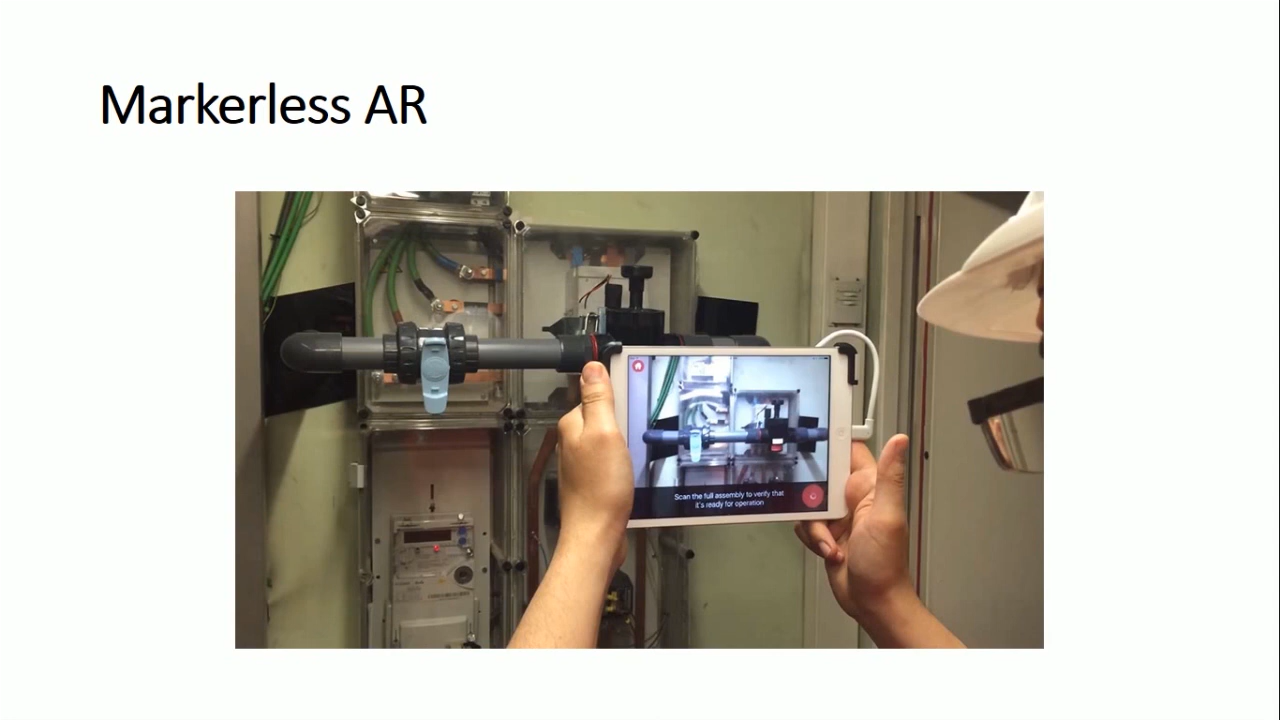 Markerless AR
Scan the full assembly to verify that
it's ready for operation